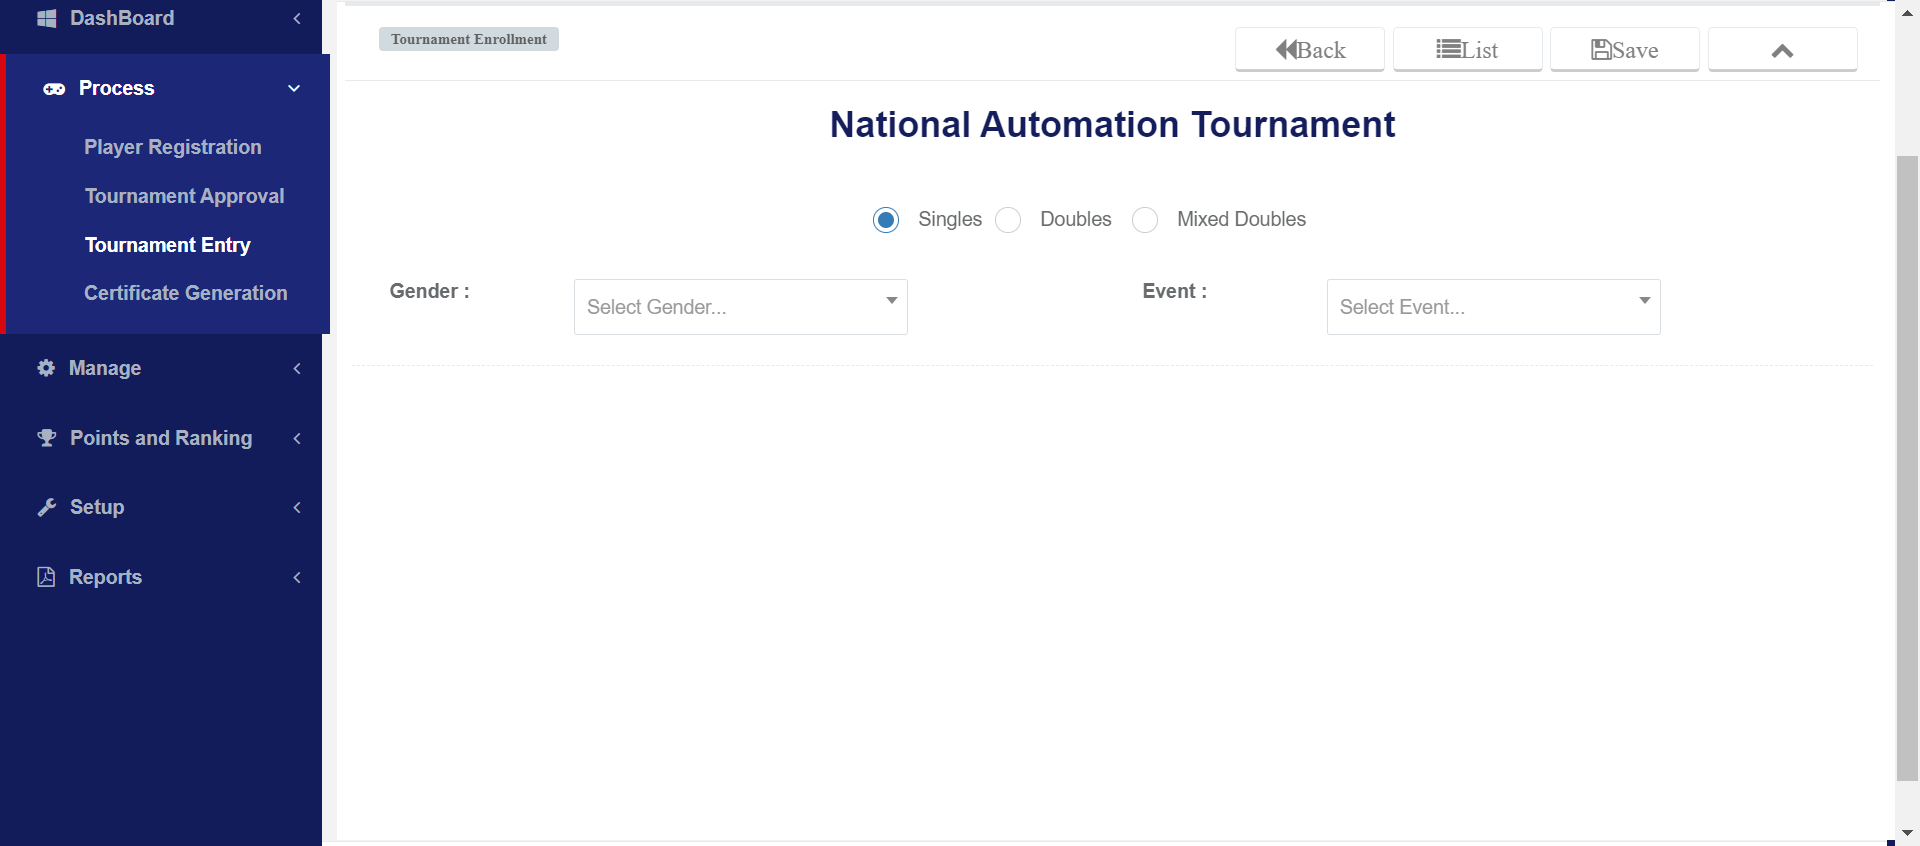 DashBoard
Process
Player Registration
Tournament Approval
Tournament Entry
Certificate Generation
Manage
Points and Ranking
Setup
Reports
Tournament Enrollment
Back List Save
National Automation Tournament
Singles Doubles Mixed Doubles
Gender : Select Gender... Event : Select Event...